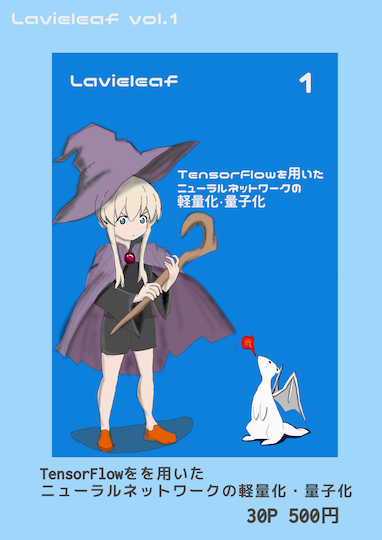 Lavieleaf vol.1
Lavieleaf 1
TensorFlowを用いた
ニューラルネットワークの
軽量化・量子化
TensorFlowをを用いた
ニューラルネットワークの軽量化・量子化
30P 500円